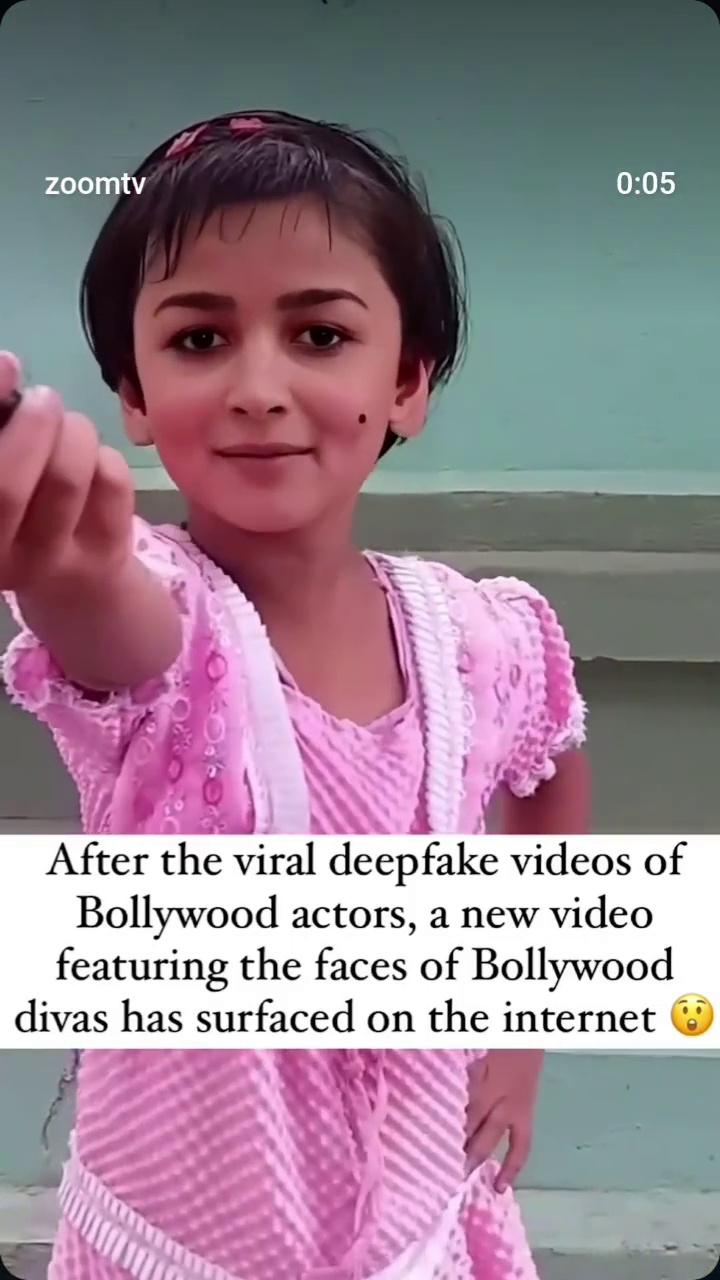 zoomtv
0:05
After the viral deepfake videos of
Bollywood actors, a new video
featuring the faces of Bollywood
divas has surfaced on the internet 😲